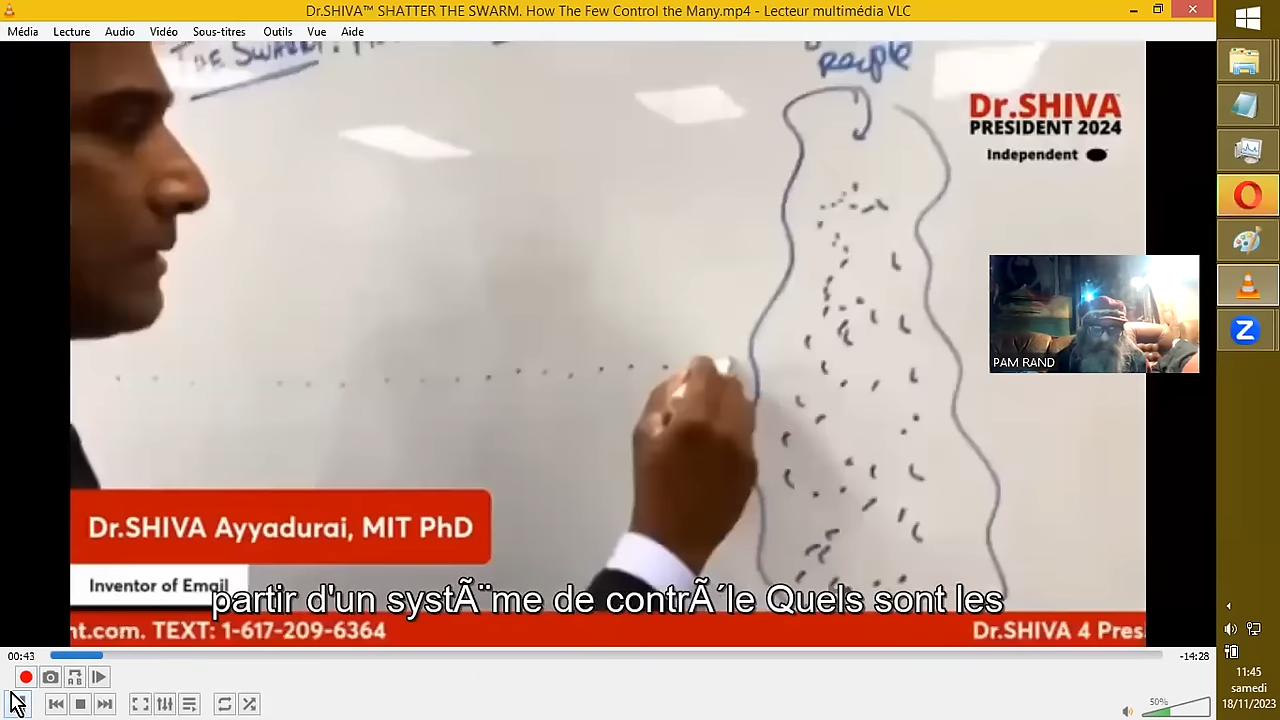 Dr.SHIVA™ SHATTER THE SWARM. How The Few Control the Many.mp4 - Lecteur multimédia VLC
Média Lecture Audio Vidéo Sous-titres Outils Vue Aide
THE SWARM:
People
Dr.SHIVA
PRESIDENT 2024
Independent
PAM RAND
Dr.SHIVA Ayyadurai, MIT PhD
Inventor of Email
partir d'un systÃ¨me de contrÃ´le Quels sont les
nt.com. TEXT: 1-617-209-6364
Dr.SHIVA 4 Pres
00:43
-14:28
A B
50%
11:45
samedi
18/11/2023